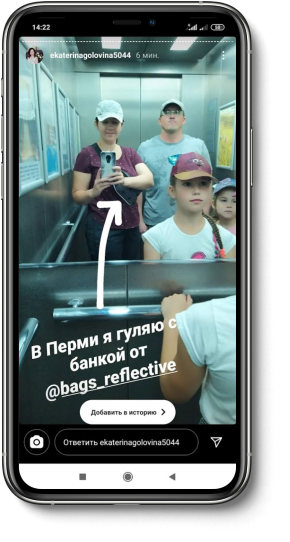 14:22
ekaterinagolovina5044 6 мин.
В Перми я гуляю с
банкой от
@bags_reflective
Добавить в историю
Ответить ekaterinagolovina5044